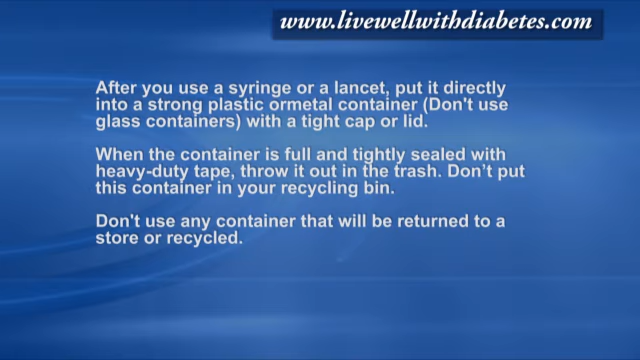 www.livewellwithdiabetes.com
After you use a syringe or a lancet, put it directly
into a strong plastic ormetal container (Don't use
glass containers) with a tight cap or lid.
When the container is full and tightly sealed with
heavy-duty tape, throw it out in the trash. Don’t put
this container in your recycling bin.
Don't use any container that will be returned to a
store or recycled.